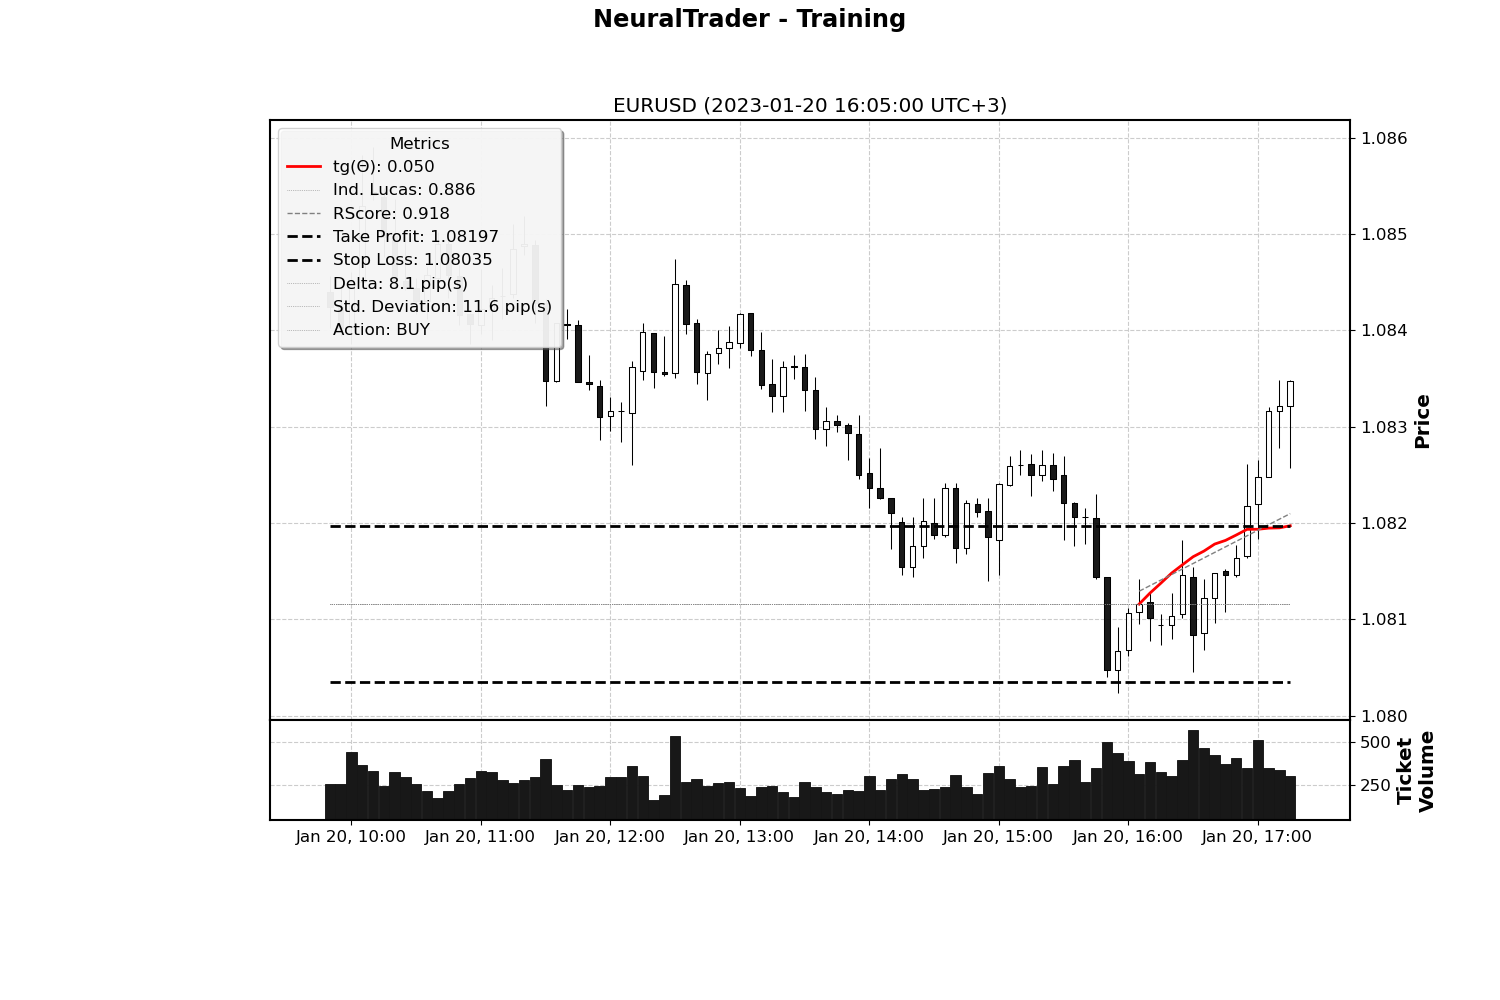 NeuralTrader - Training
EURUSD (2023-01-20 16:05:00 UTC+3)
Metrics
tg(Θ): 0.050
Ind. Lucas: 0.886
RScore: 0.918
Take Profit: 1.08197
Stop Loss: 1.08035
Delta: 8.1 pip(s)
Std. Deviation: 11.6 pip(s)
Action: BUY
1.086
1.085
1.084
1.083
1.082
1.081
1.080
Price
500
250
Ticket
Volume
Jan 20, 10:00
Jan 20, 11:00
Jan 20, 12:00
Jan 20, 13:00
Jan 20, 14:00
Jan 20, 15:00
Jan 20, 16:00
Jan 20, 17:00